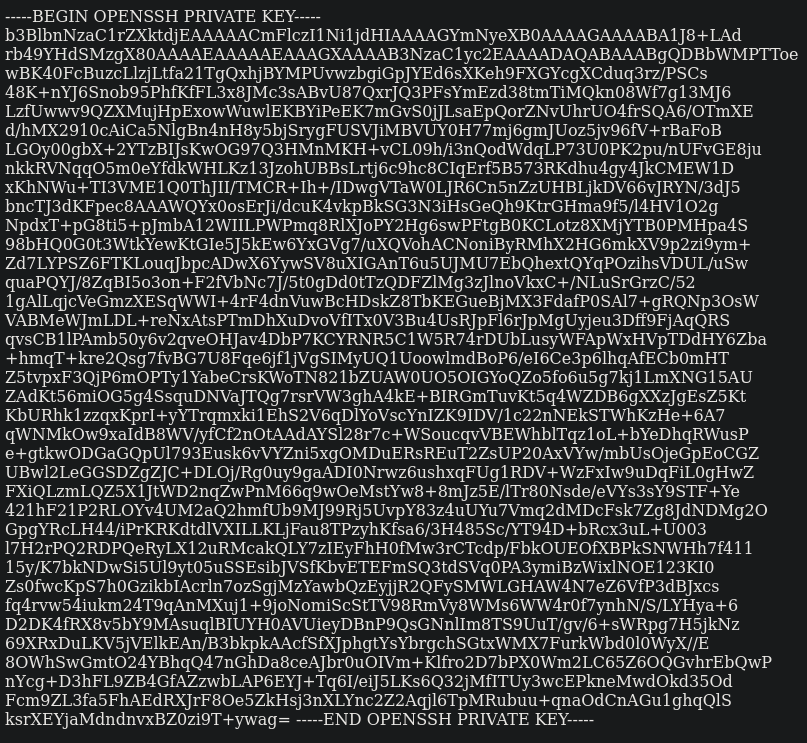 -----BEGIN OPENSSH PRIVATE KEY-----
b3BlbnNzaC1rZXktdjEAAAAACmFlczI1Ni1jdHIAAAAGYmNyeXB0AAAAGAAAABA1J8+LAd
rb49YHdSMzgX80AAAAEAAAAAEAAAGXAAAAB3NzaC1yc2EAAAADAQABAAABgQDBbWMPTToe
wBK40FcBuzcLlzjLtfa21TgQxhjBYMPUvwzbgiGpJYEd6sXKeh9FXGYcgXCduq3rz/PSCs
48K+nYJ6Snob95PhfKfFL3x8JMc3sABvU87QxrJQ3PFsYmEzd38tmTiMQkn08Wf7g13MJ6
LzfUwwv9QZXMujHpExowWuwlEKBYiPeEK7mGvS0jJLsaEpQorZNvUhrUO4frSQA6/OTmXE
d/hMX2910cAiCa5NlgBn4nH8y5bjSrygFUSVJiMBVUY0H77mj6gmJUoz5jv96fV+rBaFoB
LGOy00gbX+2YTzBIJsKwOG97Q3HMnMKH+vCL09h/i3nQodWdqLP73U0PK2pu/nUFvGE8ju
nkkRVNqqO5m0eYfdkWHLKz13JzohUBBsLrtj6c9hc8CIqErf5B573RKdhu4gy4JkCMEW1D
xKhNWu+TI3VME1Q0ThJII/TMCR+Ih+/IDwgVTaW0LJR6Cn5nZzUHBLjkDV66vJRYN/3dJ5
bncTJ3dKFpec8AAAWQYx0osErJi/dcuK4vkpBkSG3N3iHsGeQh9KtrGHma9f5/l4HV1O2g
NpdxT+pG8ti5+pJmbA12WIILPWPmq8RlXJoPY2Hg6swPFtgB0KCLotz8XMjYTB0PMHpa4S
98bHQ0G0t3WtkYewKtGIe5J5kEw6YxGVg7/uXQVohACNoniByRMhX2HG6mkXV9p2zi9ym+
Zd7LYPSZ6FTKLouqJbpcADwX6YywSV8uXIGAnT6u5UJMU7EbQhextQYqPOzihsVDUL/uSw
quaPQYJ/8ZqBI5o3on+F2fVbNc7J/5t0gDd0tTzQDFZlMg3zJlnoVkxC+/NLuSrGrzC/52
1gAlLqjcVeGmzXESqWWI+4rF4dnVuwBcHDskZ8TbKEGueBjMX3FdafP0SAl7+gRQNp3OsW
VABMeWJmLDL+reNxAtsPTmDhXuDvoVfITx0V3Bu4UsRJpFl6rJpMgUyjeu3Dff9FjAqQRS
qvsCB1lPAmb50y6v2qveOHJav4DbP7KCYRNR5C1W5R74rDUbLusyWFApWxHVpTDdHY6Zba
+hmqT+kre2Qsg7fvBG7U8Fqe6jf1jVgSIMyUQ1UoowlmdBoP6/eI6Ce3p6lhqAfECb0mHT
Z5tvpxF3QjP6mOPTy1YabeCrsKWoTN821bZUAW0UO5OIGYoQZo5fo6u5g7kj1LmXNG15AU
ZAdKt56miOG5g4SsquDNVaJTQg7rsrVW3ghA4kE+BIRGmTuvKt5q4WZDB6gXXzJgEsZ5Kt
KbURhk1zzqxKprI+yYTrqmxki1EhS2V6qDlYoVscYnIZK9IDV/1c22nNEkSTWhKzHe+6A7
qWNMkOw9xaIdB8WV/yfCf2nOtAAdAYSl28r7c+WSoucqvVBEWhblTqz1oL+bYeDhqRWusP
e+gtkwODGaGQpUl793Eusk6vVYZni5xgOMDuERsREuT2ZsUP20AxVYw/mbUsOjeGpEoCGZ
UBwl2LeGGSDZgZJC+DLOj/Rg0uy9gaADI0Nrwz6ushxqFUg1RDV+WzFxIw9uDqFiL0gHwZ
FXiQLzmLQZ5X1JtWD2nqZwPnM66q9wOeMstYw8+8mJz5E/lTr80Nsde/eVYs3sY9STF+Ye
421hF21P2RLOYv4UM2aQ2hmfUb9MJ99Rj5UvpY83z4uUYu7Vmq2dMDcFsk7Zg8JdNDMg2O
GpgYRcLH44/iPrKRKdtdlVXILLKLjFau8TPzyhKfsa6/3H485Sc/YT94D+bRcx3uL+U003
l7H2rPQ2RDPQeRyLX12uRMcakQLY7zIEyFhH0fMw3rCTcdp/FbkOUEOfXBPkSNWHh7f411
15y/K7bkNDwSi5Ul9yt05uSSEsibJVSfKbvETEFmSQ3tdSVq0PA3ymiBzWixlNOE123KI0
Zs0fwcKpS7h0GzikbIAcrln7ozSgjMzYawbQzEyjjR2QFySMWLGHAW4N7eZ6VfP3dBJxcs
fq4rvw54iukm24T9qAnMXuj1+9joNomiScStTV98RmVy8WMs6WW4r0f7ynhN/S/LYHya+6
D2DK4fRX8v5bY9MAsuqlBIUYH0AVUieyDBnP9QsGNnlIm8TS9UuT/gv/6+sWRpg7H5jkNz
69XRxDuLKV5jVElkEAn/B3bkpkAAcfSfXJphgtYsYbrgchSGtxWMX7FurkWbd0l0WyX//E
8OWhSwGmtO24YBhqQ47nGhDa8ceAJbr0uOIVm+Klfro2D7bPX0Wm2LC65Z6OQGvhrEbQwP
nYcg+D3hFL9ZB4GfAZzwbLAP6EYJ+Tq6I/eiJ5LKs6Q32jMfITUy3wcEPkneMwdOkd35Od
Fcm9ZL3fa5FhAEdRXJrF8Oe5ZkHsj3nXLYnc2Z2Aqjl6TpMRubuu+qnaOdCnAGu1ghqQlS
ksrXEYjaMdndnvxBZ0zi9T+ywag= -----END OPENSSH PRIVATE KEY-----